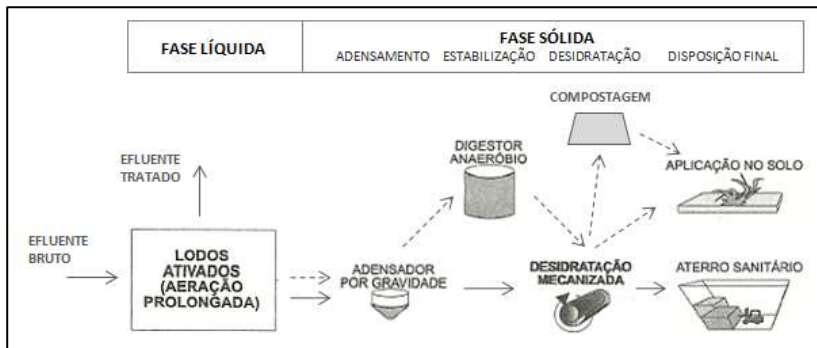 FASE LÍQUIDA
FASE SÓLIDA
ADENSAMENTO ESTABILIZAÇÃO DESIDRATAÇÃO DISPOSIÇÃO FINAL
COMPOSTAGEM
DIGESTOR
ANAERÓBIO
APLICAÇÃO NO SOLO
EFLUENTE
TRATADO
EFLUENTE
BRUTO
LODOS
ATIVADOS
(AERAÇÃO
PROLONGADA)
ADENSADOR
POR GRAVIDADE
DESIDRATAÇÃO
MECANIZADA
ATERRO SANITÁRIO